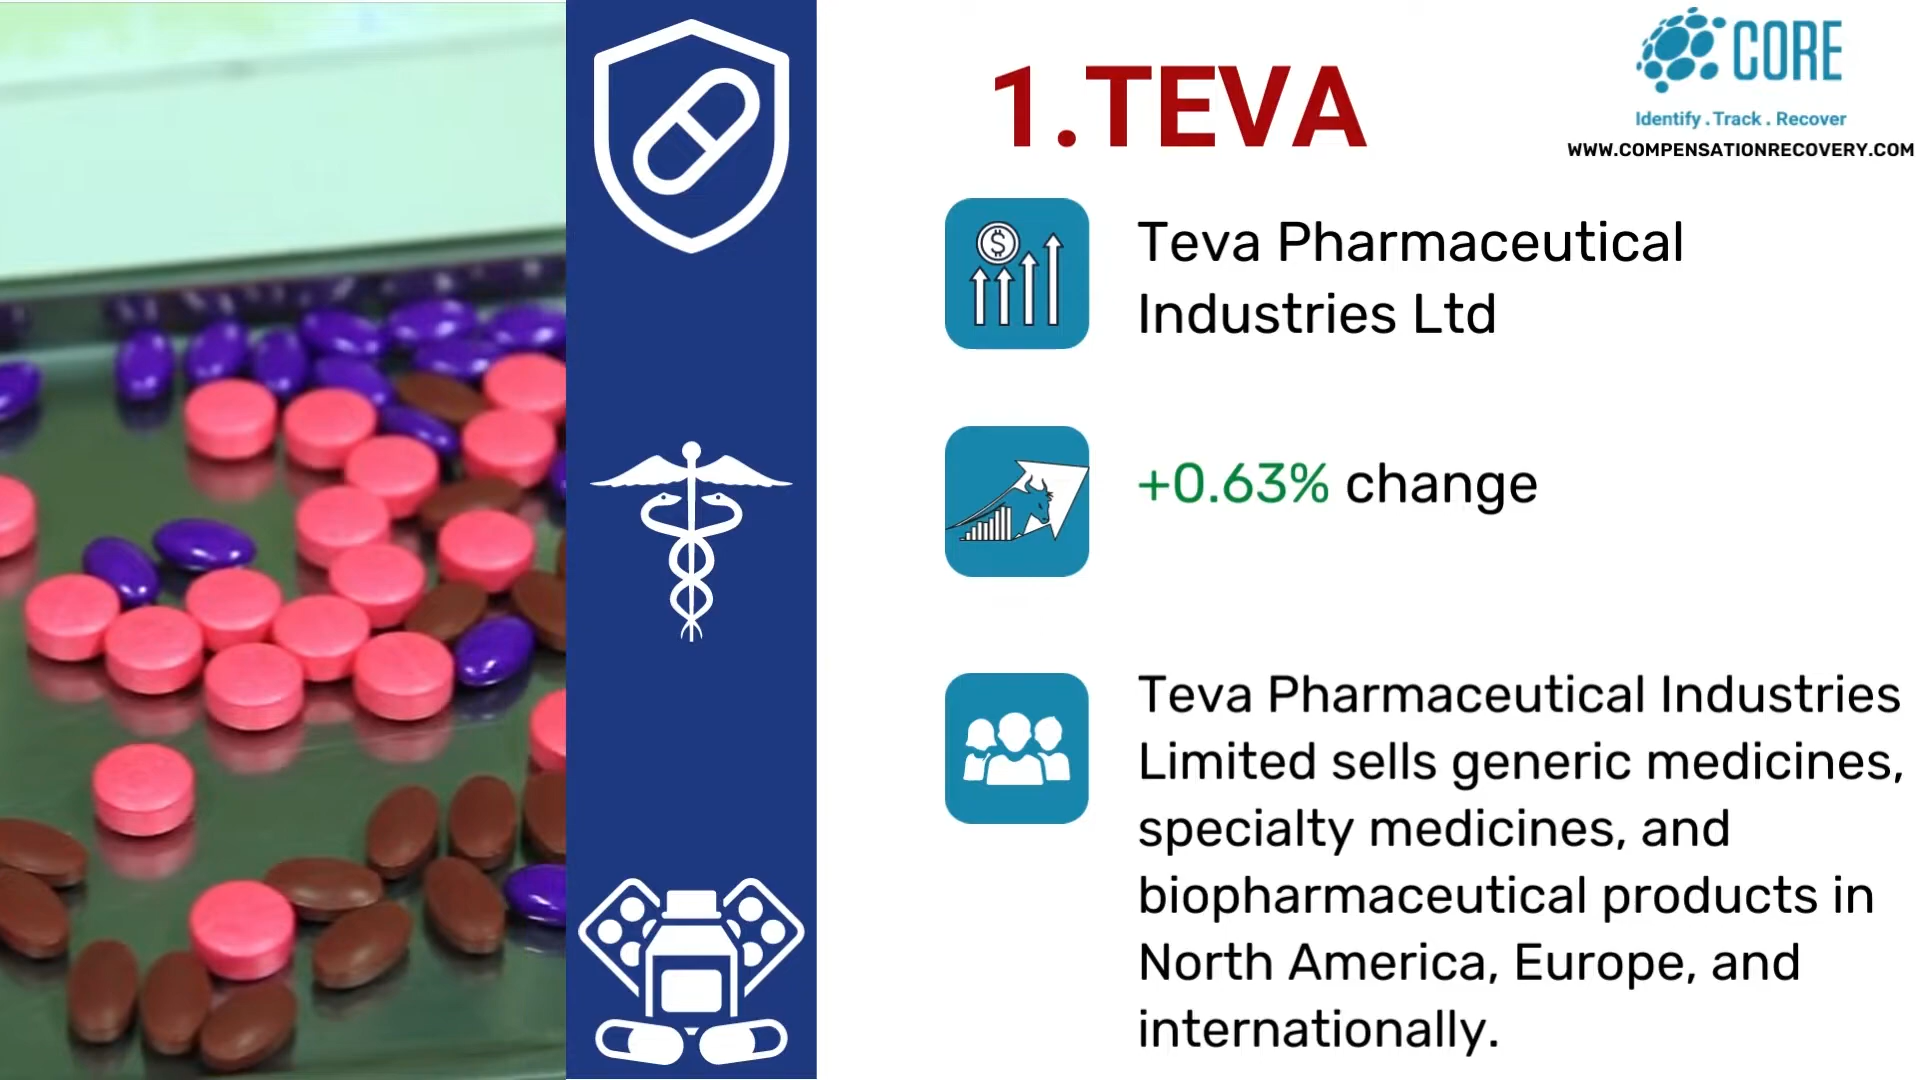 1.TEVA
CORE
Identify . Track . Recover
WWW.COMPENSATIONRECOVERY.COM
$
Teva Pharmaceutical
Industries Ltd
+0.63% change
Teva Pharmaceutical Industries
Limited sells generic medicines,
specialty medicines, and
biopharmaceutical products in
North America, Europe, and
internationally.